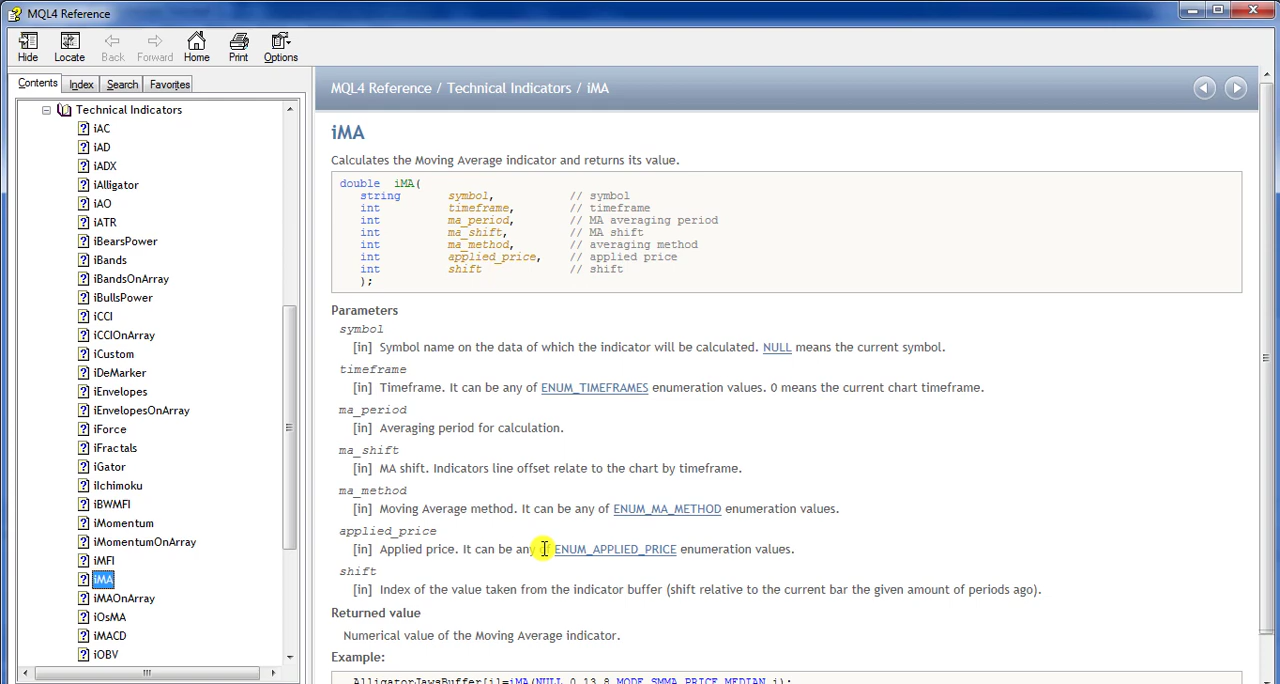 MQL4 Reference
Hide Locate Back Forward Home Print Options
Contents Index Search Favorites
Technical Indicators
iAC
iAD
iADX
iAlligator
iAO
iATR
iBearsPower
iBands
iBandsOnArray
iBullsPower
iCCI
iCCIOnArray
iCustom
iDeMarker
iEnvelopes
iEnvelopesOnArray
iForce
iFractals
iGator
iIchimoku
iBWMFI
iMomentum
iMomentumOnArray
iMFI
iMA
iMAOnArray
iOsMA
iMACD
iOBV
MQL4 Reference / Technical Indicators / iMA
iMA
Calculates the Moving Average indicator and returns its value.
double iMA(
string symbol, // symbol
int timeframe, // timeframe
int ma_period, // MA averaging period
int ma_shift, // MA shift
int ma_method, // averaging method
int applied_price, // applied price
int shift // shift
);
Parameters
symbol
[in] Symbol name on the data of which the indicator will be calculated. NULL means the current symbol.
timeframe
[in] Timeframe. It can be any of ENUM_TIMEFRAMES enumeration values. 0 means the current chart timeframe.
ma_period
[in] Averaging period for calculation.
ma_shift
[in] MA shift. Indicators line offset relate to the chart by timeframe.
ma_method
[in] Moving Average method. It can be any of ENUM_MA_METHOD enumeration values.
applied_price
[in] Applied price. It can be any of ENUM_APPLIED_PRICE enumeration values.
shift
[in] Index of the value taken from the indicator buffer (shift relative to the current bar the given amount of periods ago).
Returned value
Numerical value of the Moving Average indicator.
Example:
AlligatorJawsBuffer[i]=iMA(NULL,0,13,8,MODE_SMMA,PRICE_MEDIAN,i);